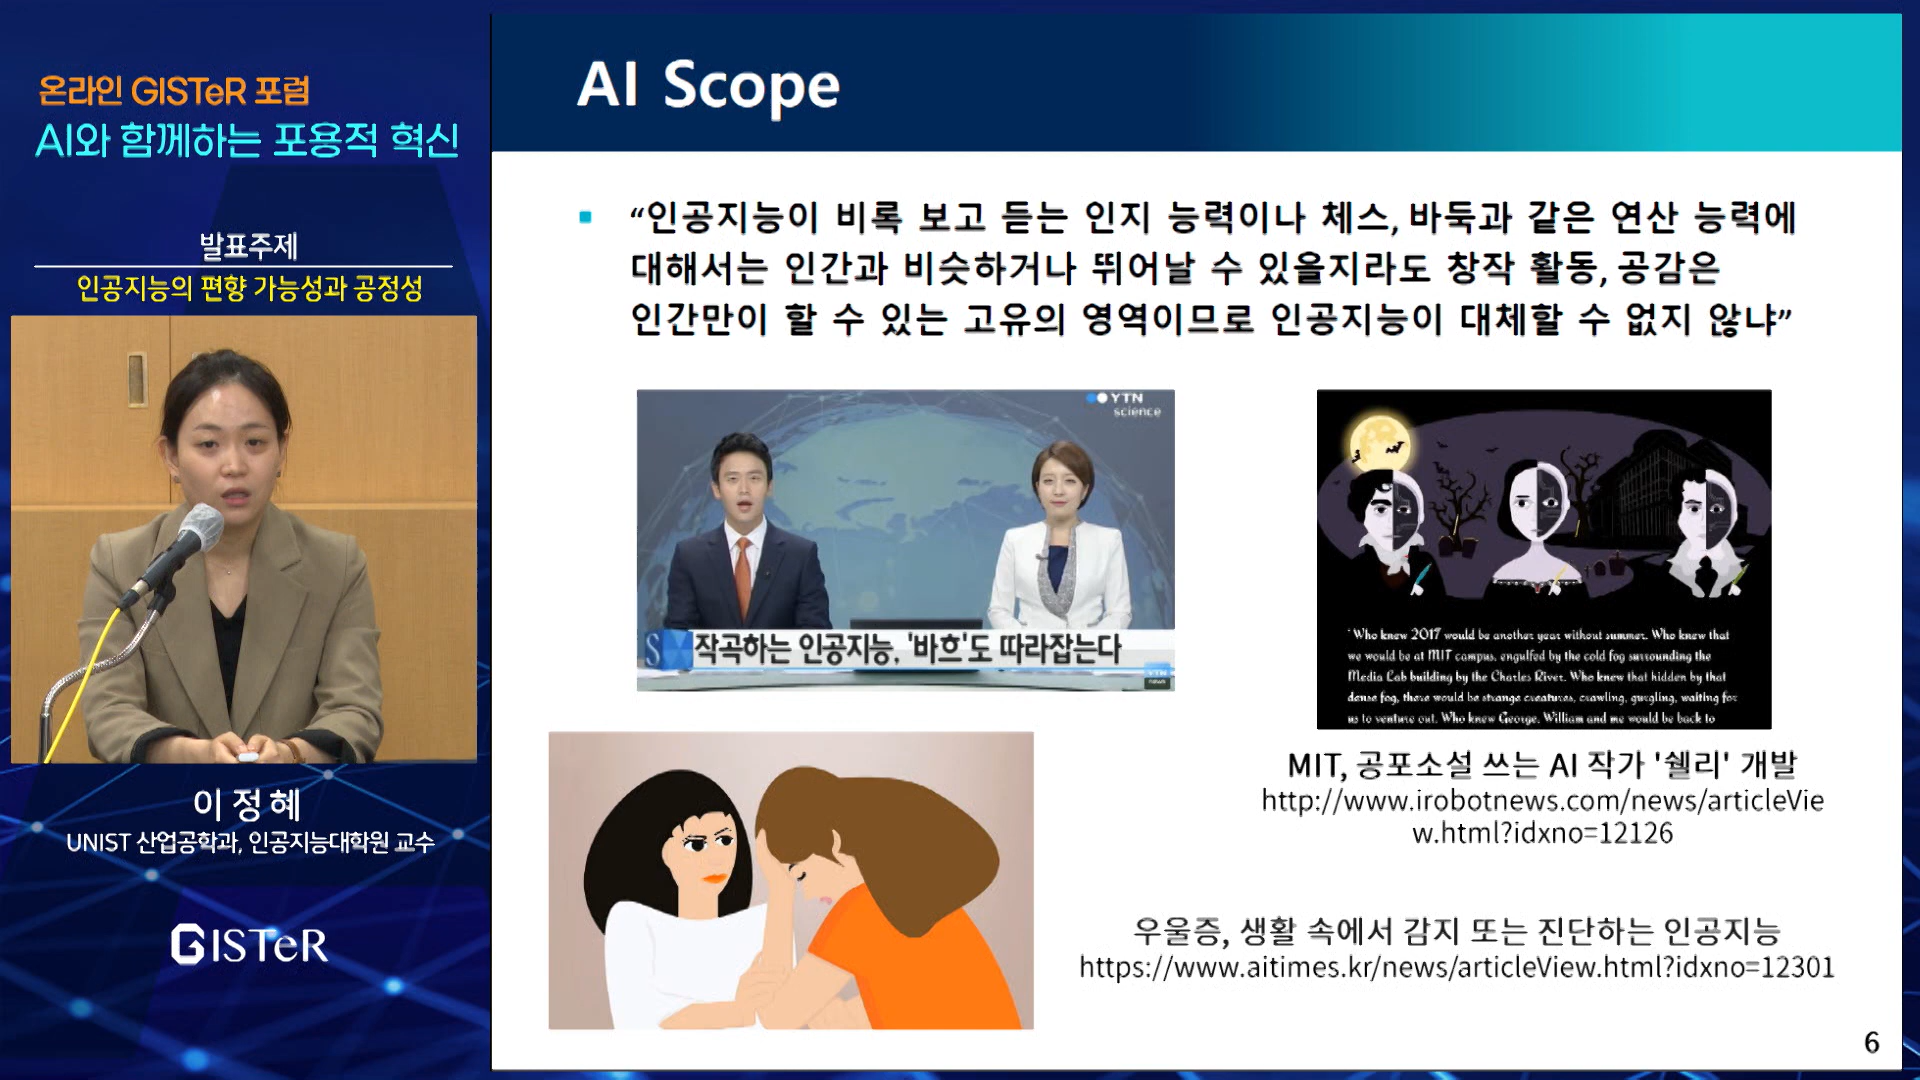 온라인 GISTeR 포럼
AI와 함께하는 포용적 혁신
발표주제
인공지능의 편향 가능성과 공정성
이정혜
UNIST 산업공학과, 인공지능대학원 교수
GISTeR
AI Scope
“인공지능이 비록 보고 듣는 인지 능력이나 체스, 바둑과 같은 연산 능력에
대해서는 인간과 비슷하거나 뛰어날 수 있을지라도 창작 활동, 공감은
인간만이 할 수 있는 고유의 영역이므로 인공지능이 대체할 수 없지 않냐”
YTN
science
작곡하는 인공지능, '바흐'도 따라잡는다
YTN
news
"Who knew 2017 would be another year without summer. Who knew that
we would be at MIT campus, engulfed by the cold fog surrounding the
Media Lab building by the Charles River. Who knew that hidden by that
dense fog, there would be strange creatures, crawling, gurgling, waiting for
us to venture out. Who knew George, William and me would be back to
MIT, 공포소설 쓰는 AI 작가 '쉘리' 개발
http://www.irobotnews.com/news/articleVie
w.html?idxno=12126
우울증, 생활 속에서 감지 또는 진단하는 인공지능
https://www.aitimes.kr/news/articleView.html?idxno=12301
6